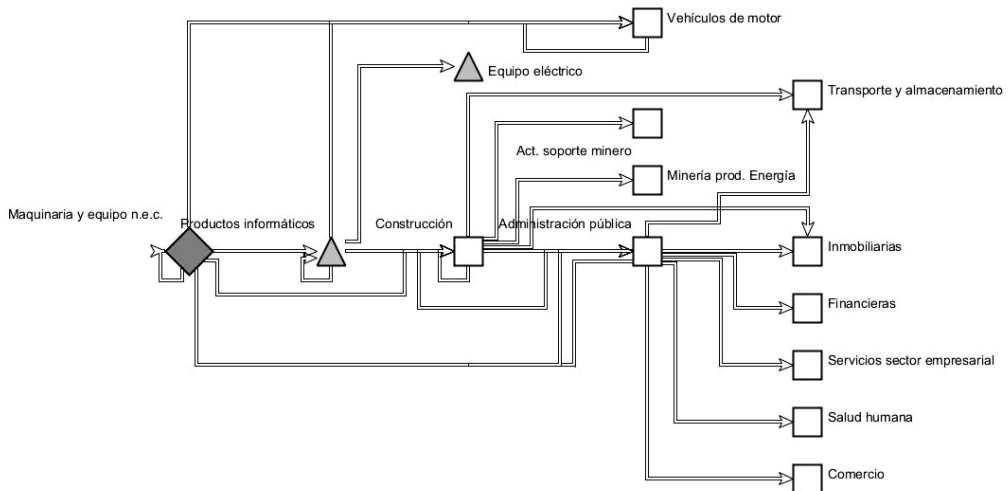 Vehículos de motor
Equipo eléctrico
Transporte y almacenamiento
Act. soporte minero
Minería prod. Energía
Maquinaria y equipo n.e.c.
Productos informáticos
Construcción
Administración pública
Inmobiliarias
Financieras
Servicios sector empresarial
Salud humana
Comercio